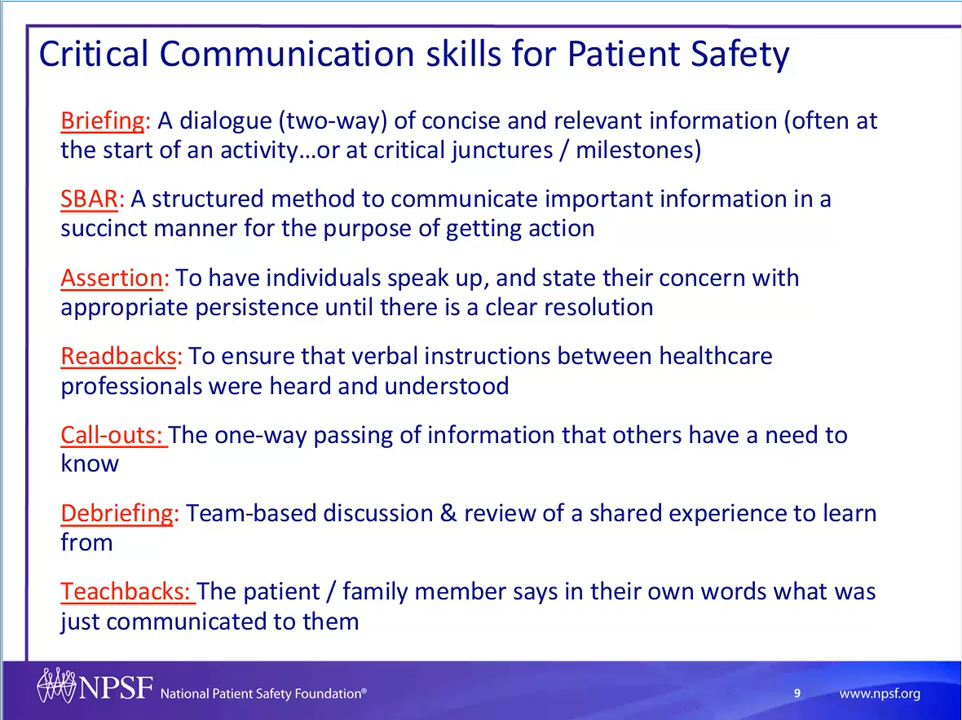 Critical Communication skills for Patient Safety
Briefing: A dialogue (two-way) of concise and relevant information (often at
the start of an activity…or at critical junctures / milestones)
SBAR: A structured method to communicate important information in a
succinct manner for the purpose of getting action
Assertion: To have individuals speak up, and state their concern with
appropriate persistence until there is a clear resolution
Readbacks: To ensure that verbal instructions between healthcare
professionals were heard and understood
Call-outs: The one-way passing of information that others have a need to
know
Debriefing: Team-based discussion & review of a shared experience to learn
from
Teachbacks: The patient / family member says in their own words what was
just communicated to them
NPSF National Patient Safety Foundation® 9 www.npsf.org